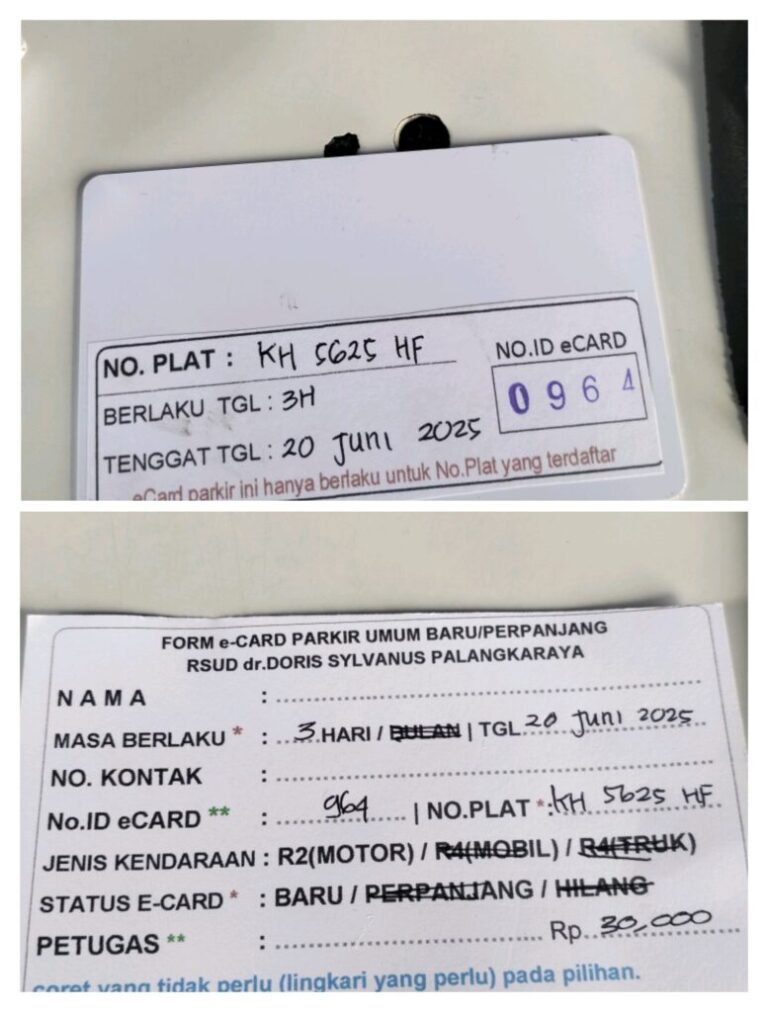 NO. PLAT : KH 5625 HF
NO.ID eCARD
0964
BERLAKU TGL : 3H
TENGGAT TGL : 20 Juni 2025
eCard parkir ini hanya berlaku untuk No.Plat yang terdaftar
FORM e-CARD PARKIR UMUM BARU/PERPANJANG
RSUD dr.DORIS SYLVANUS PALANGKARAYA
NAMA :
MASA BERLAKU * : 3 HARI / BULAN | TGL 20 Juni 2025
NO. KONTAK :
No.ID eCARD ** : 964 | NO.PLAT *: KH 5625 HF
JENIS KENDARAAN : R2(MOTOR) / R4(MOBIL) / R4(TRUK)
STATUS E-CARD * : BARU / PERPANJANG / HILANG
PETUGAS ** : Rp. 30,000
coret yang tidak perlu (lingkari yang perlu) pada pilihan.